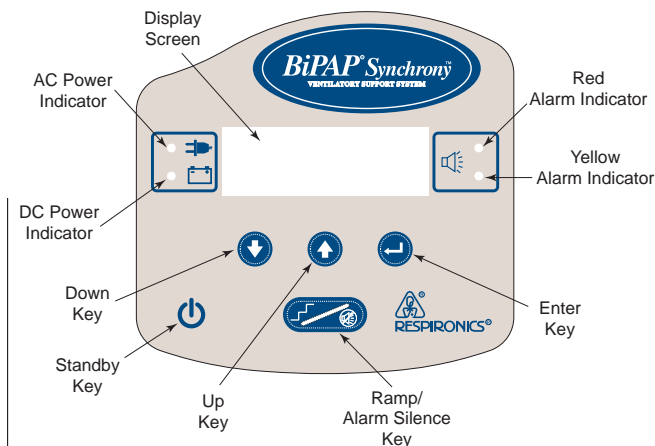 Display
Screen
BiPAP® Synchrony™
VENTILATORY SUPPORT SYSTEM
AC Power
Indicator
Red
Alarm Indicator
Yellow
Alarm Indicator
DC Power
Indicator
Down
Key
Enter
Key
RESPIRONICS®
Standby
Key
Up
Key
Ramp/
Alarm Silence
Key